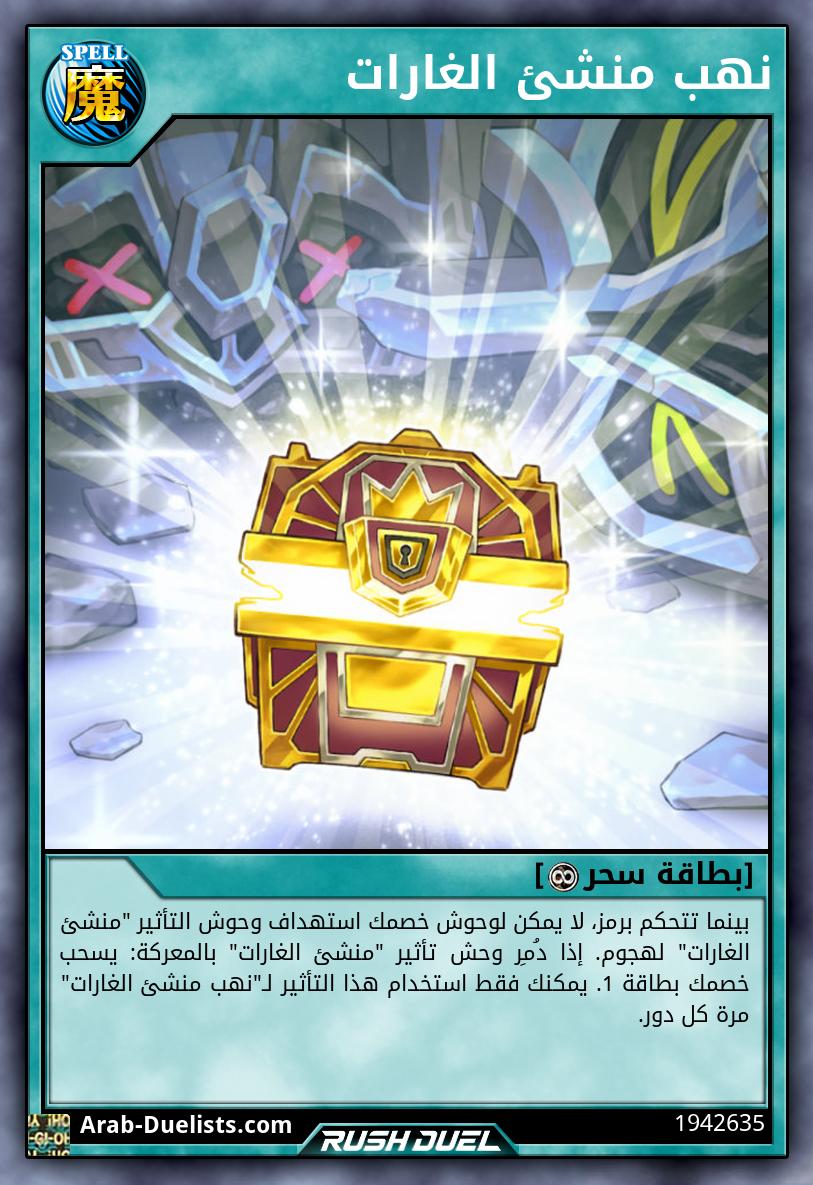 SPELL
魔
نهب منشئ الغارات
[بطاقة سحر∞]
بينما تتحكم برمز، لا يمكن لوحوش خصمك استهداف وحوش التأثير "منشئ
الغارات" لهجوم. إذا دُمِر وحش تأثير "منشئ الغارات" بالمعركة: يسحب
خصمك بطاقة 1. يمكنك فقط استخدام هذا التأثير لـ"نهب منشئ الغارات"
مرة كل دور.
Arab-Duelists.com
RUSH DUEL
1942635